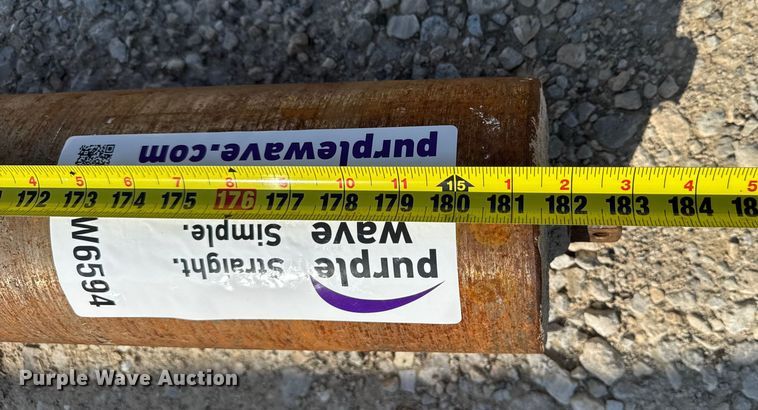 purplewave.com
4 5 6 7 8 9 10 11 15 1 2 3 4 5
172 173 174 175 176 177 178 179 180 181 182 183 184 18
purple
wave
Straight.
Simple.
W6594
Purple Wave Auction